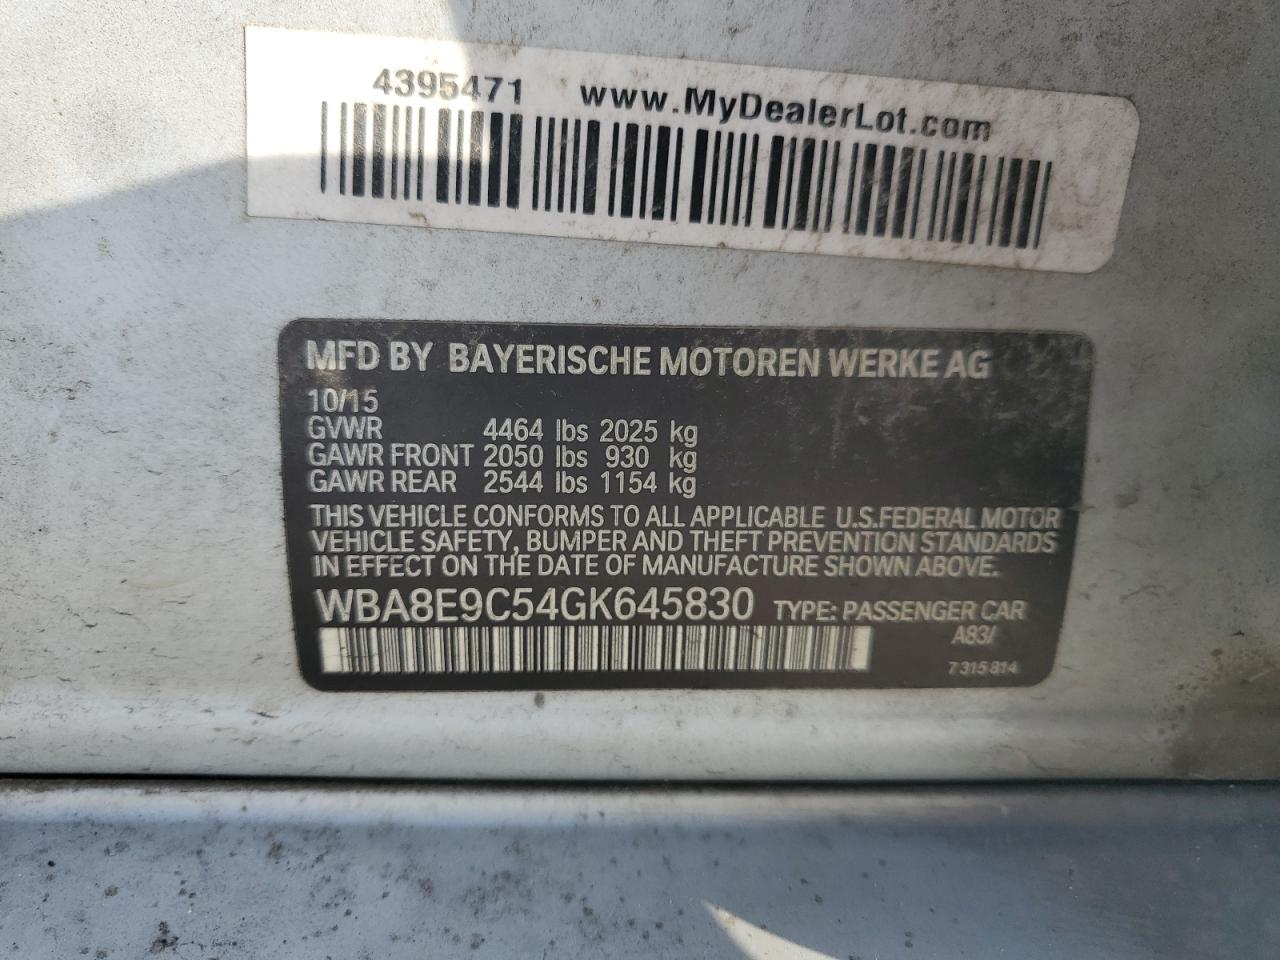 4395471 www.MyDealerLot.com
MFD BY BAYERISCHE MOTOREN WERKE AG
10/15
GVWR 4464 lbs 2025 kg
GAWR FRONT 2050 lbs 930 kg
GAWR REAR 2544 lbs 1154 kg
THIS VEHICLE CONFORMS TO ALL APPLICABLE U.S.FEDERAL MOTOR
VEHICLE SAFETY, BUMPER AND THEFT PREVENTION STANDARDS
IN EFFECT ON THE DATE OF MANUFACTURE SHOWN ABOVE.
WBA8E9C54GK645830 TYPE: PASSENGER CAR
A83/
7315814